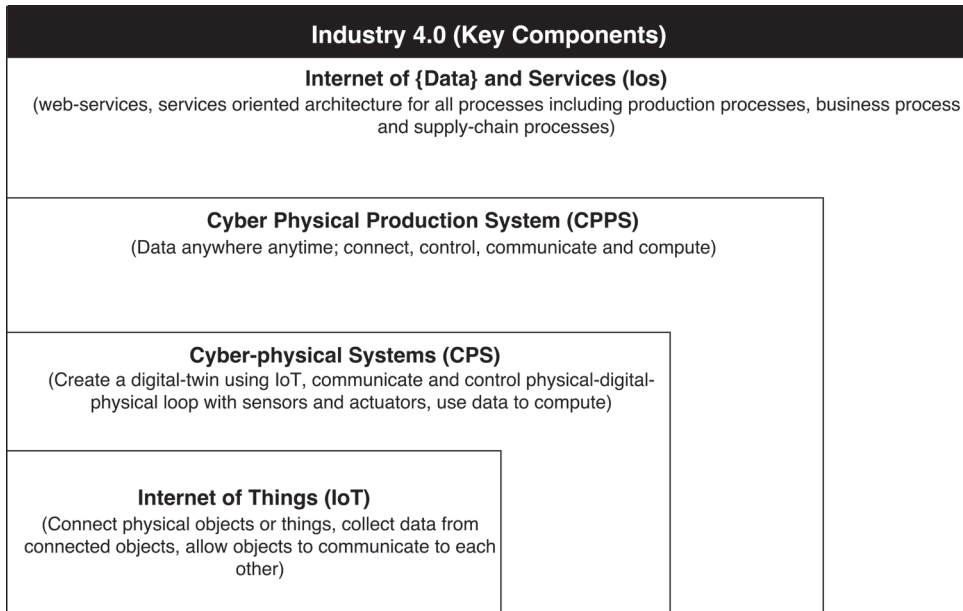 Industry 4.0 (Key Components)
Internet of {Data} and Services (Ios)
(web-services, services oriented architecture for all processes including production processes, business process
and supply-chain processes)
Cyber Physical Production System (CPPS)
(Data anywhere anytime; connect, control, communicate and compute)
Cyber-physical Systems (CPS)
(Create a digital-twin using IoT, communicate and control physical-digital-
physical loop with sensors and actuators, use data to compute)
Internet of Things (IoT)
(Connect physical objects or things, collect data from
connected objects, allow objects to communicate to each
other)